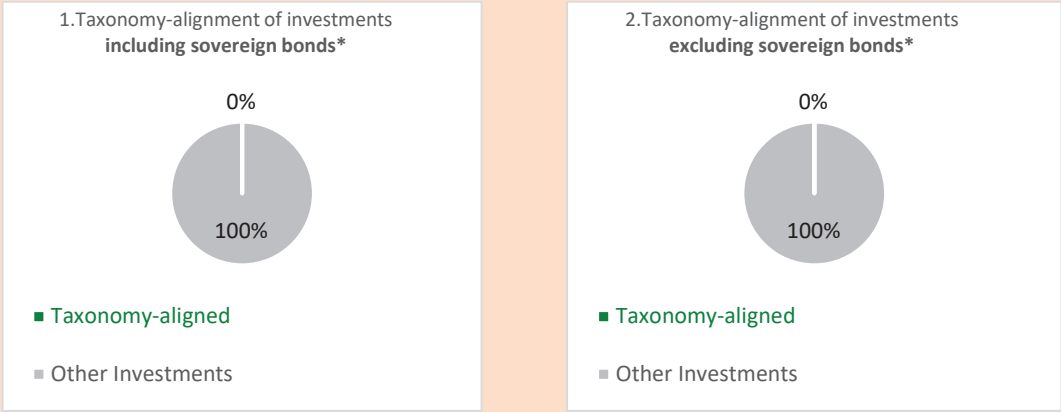 1.Taxonomy-alignment of investments
including sovereign bonds*
0%
100%
Taxonomy-aligned
Other Investments
2.Taxonomy-alignment of investments
excluding sovereign bonds*
0%
100%
Taxonomy-aligned
Other Investments